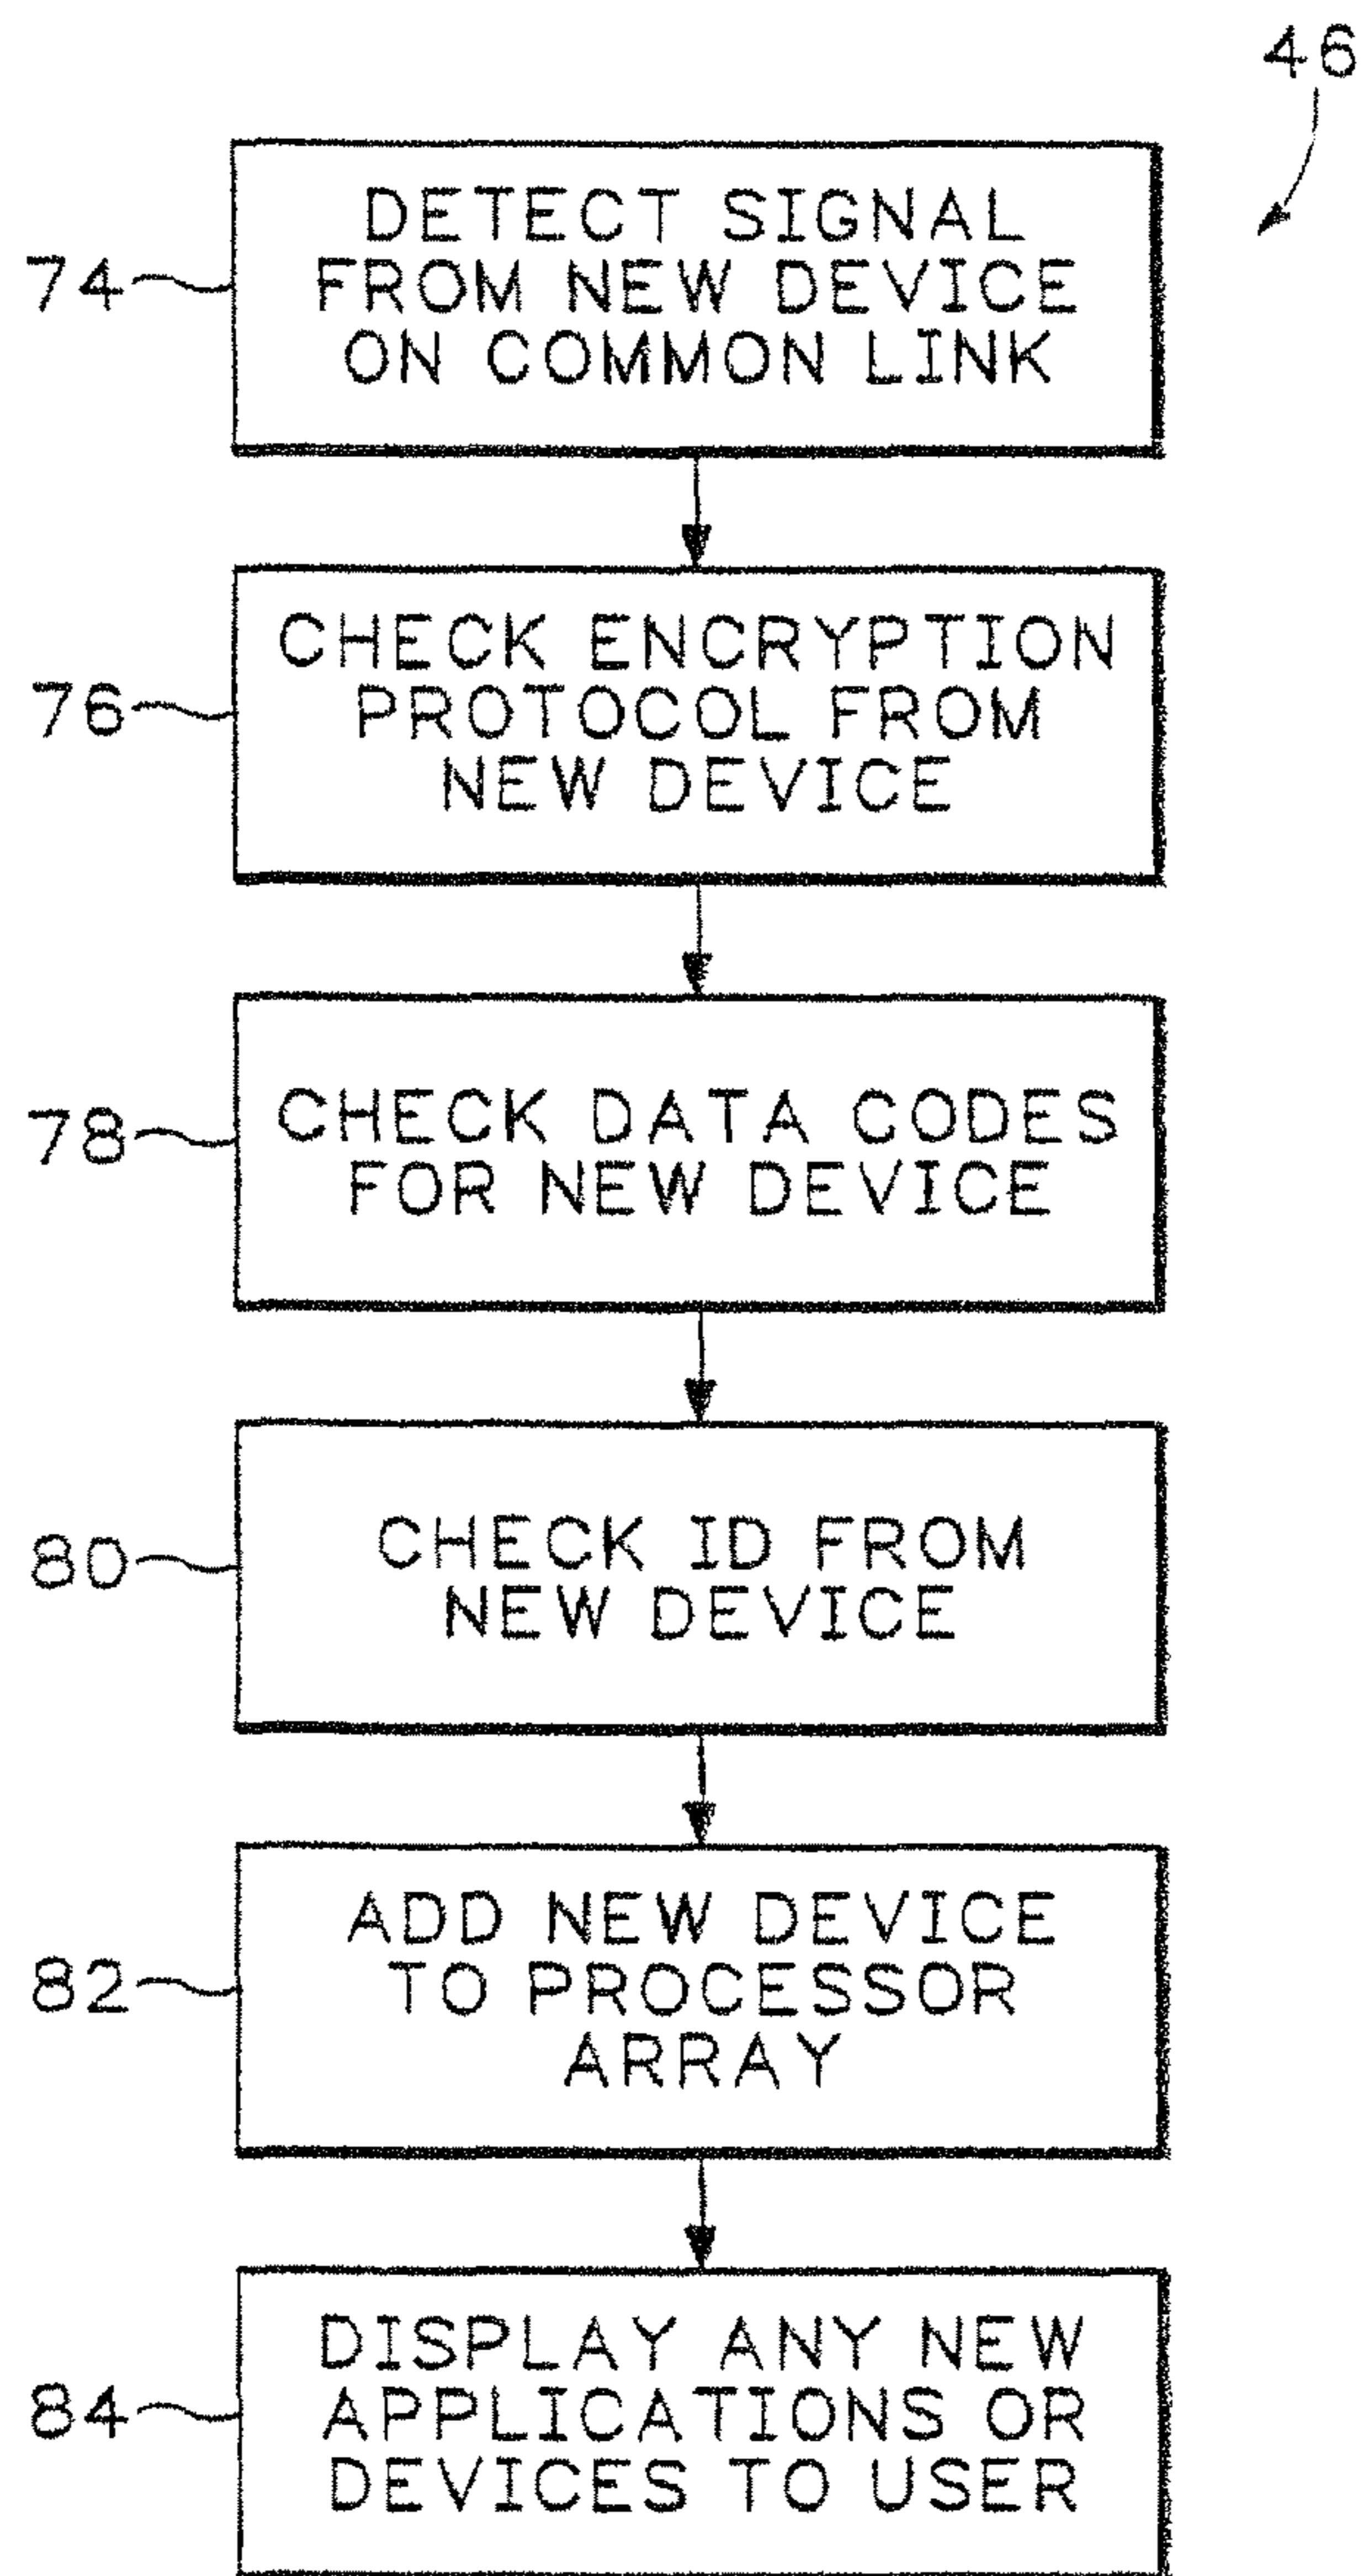 46
74
DETECT SIGNAL
FROM NEW DEVICE
ON COMMON LINK
76
CHECK ENCRYPTION
PROTOCOL FROM
NEW DEVICE
78
CHECK DATA CODES
FOR NEW DEVICE
80
CHECK ID FROM
NEW DEVICE
82
ADD NEW DEVICE
TO PROCESSOR
ARRAY
84
DISPLAY ANY NEW
APPLICATIONS OR
DEVICES TO USER